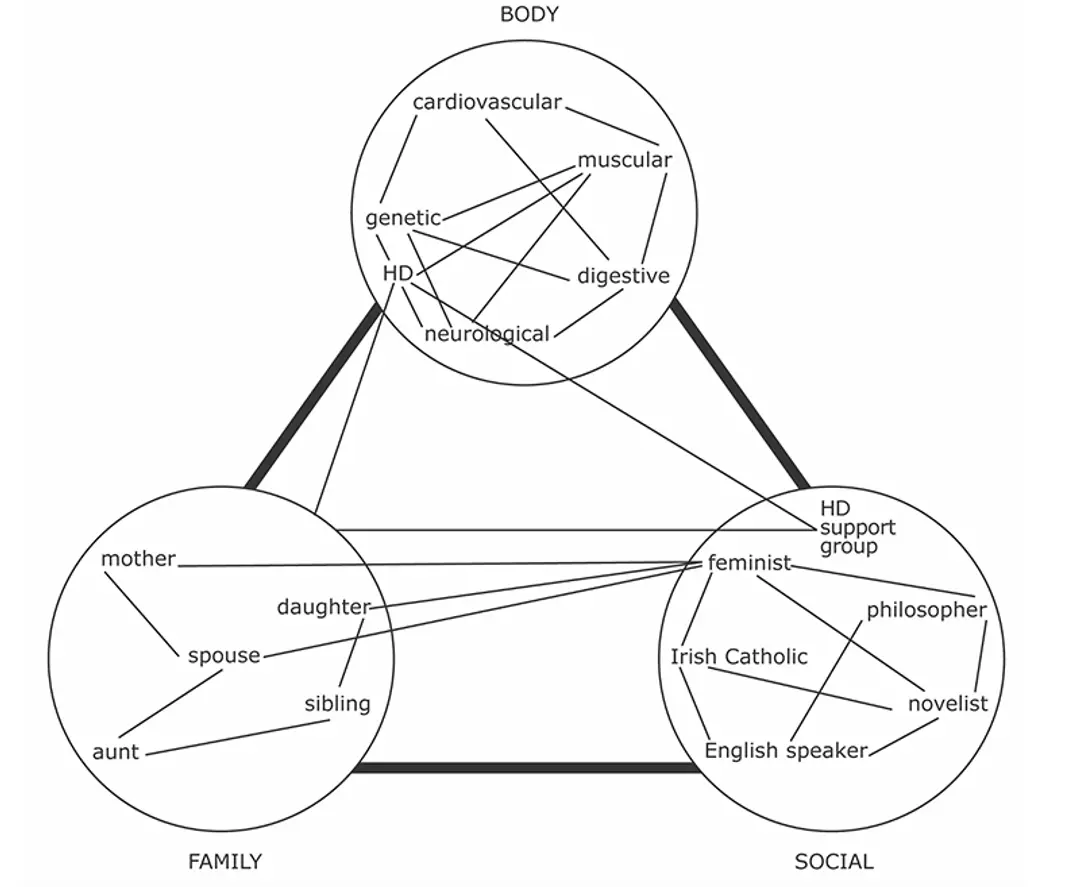 BODY
cardiovascular
muscular
genetic
HD
digestive
neurological
HD
support
group
mother
feminist
daughter
philosopher
spouse
Irish Catholic
sibling
novelist
aunt
English speaker
FAMILY
SOCIAL